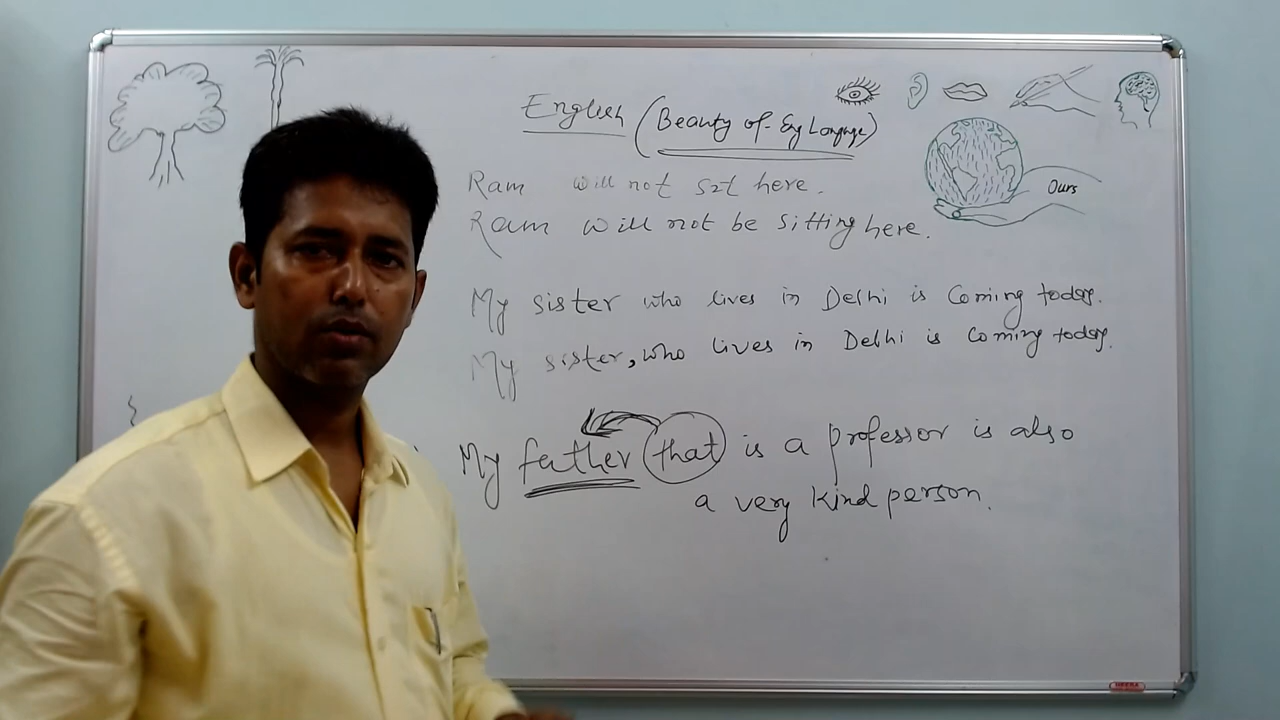 English (Beauty of Eng Language)
Ours
Ram will not sit here.
Ram will not be sitting here.
My sister who lives in Delhi is coming today.
My sister, who lives in Delhi is coming today.
My father that is a professor is also
a very kind person.